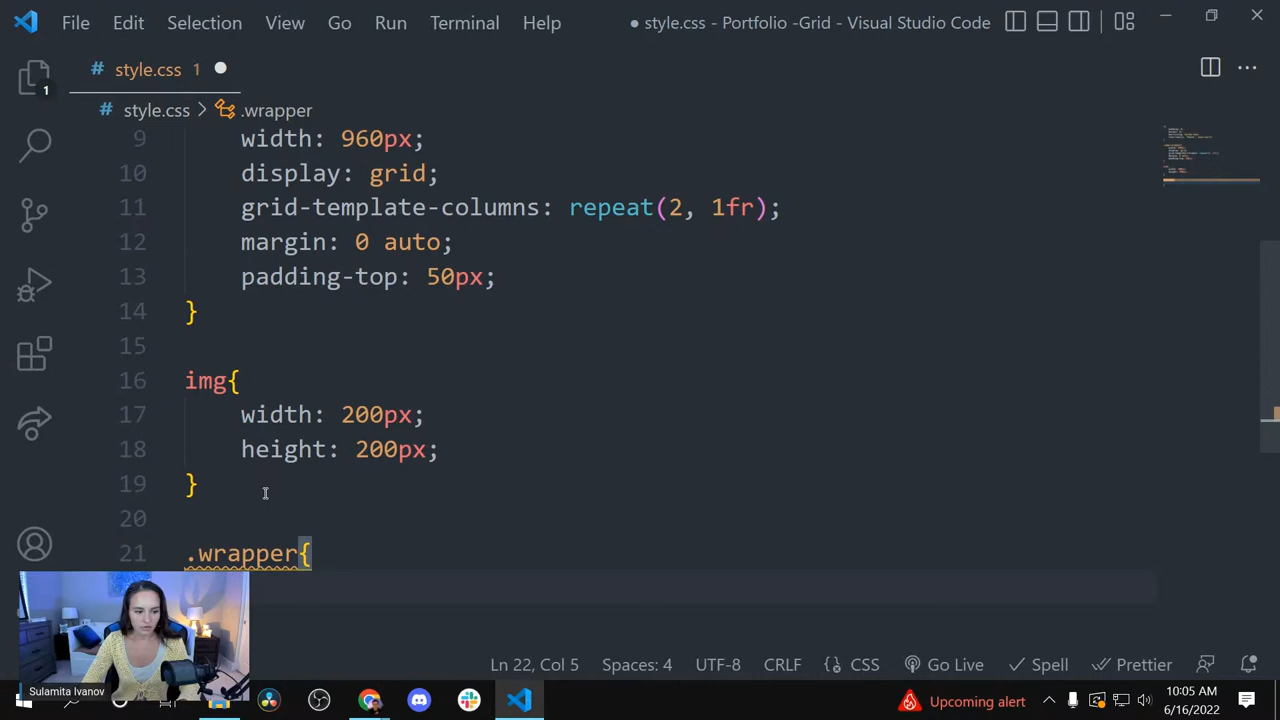 File Edit Selection View Go Run Terminal Help ● style.css - Portfolio -Grid - Visual Studio Code
# style.css 1 ●
# style.css > .wrapper
1
9 width: 960px;
10 display: grid;
11 grid-template-columns: repeat(2, 1fr);
12 margin: 0 auto;
13 padding-top: 50px;
14 }
15
16 img{
17 width: 200px;
18 height: 200px;
19 }
20
21 .wrapper{
Ln 22, Col 5 Spaces: 4 UTF-8 CRLF {} CSS Go Live Spell Prettier
Sulamita Ivanov
Upcoming alert
10:05 AM
6/16/2022